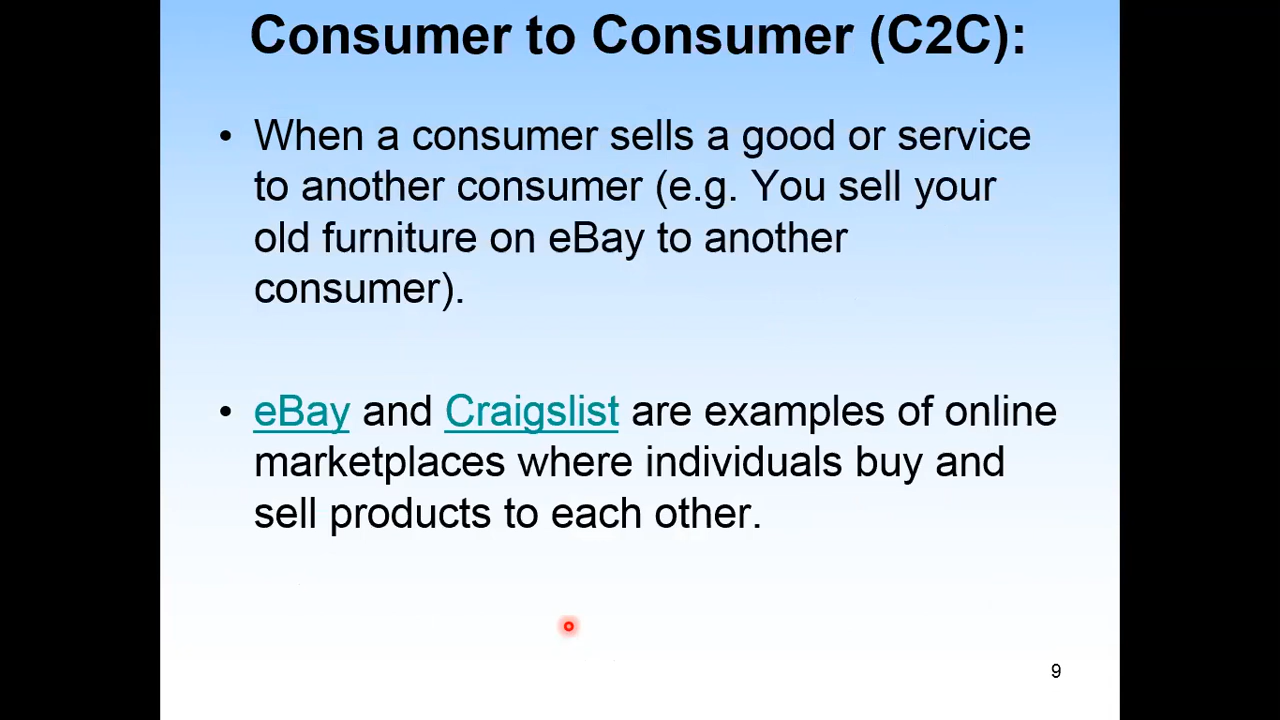 Consumer to Consumer (C2C):
• When a consumer sells a good or service
to another consumer (e.g. You sell your
old furniture on eBay to another
consumer).
• eBay and Craigslist are examples of online
marketplaces where individuals buy and
sell products to each other.
9